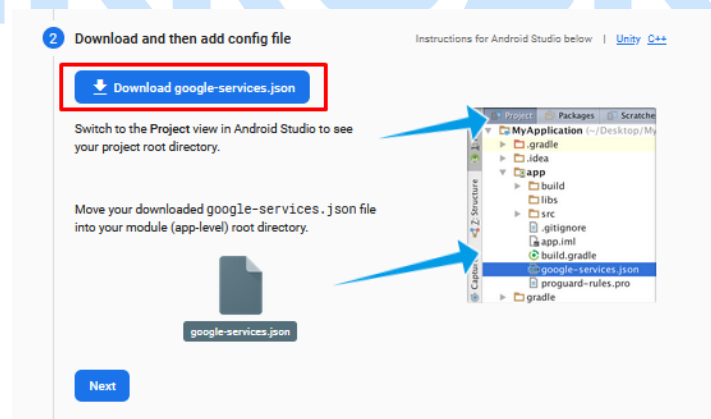 2 Download and then add config file
Instructions for Android Studio below | Unity C++
Download google-services.json
Switch to the Project view in Android Studio to see
your project root directory.
Move your downloaded google-services.json file
into your module (app-level) root directory.
google-services.json
Project Packages Scratche
MyApplication (~/Desktop/My
.gradle
.idea
app
build
libs
src
.gitignore
app.iml
build.gradle
google-services.json
proguard-rules.pro
gradle
Z: Structure
Captur
Next